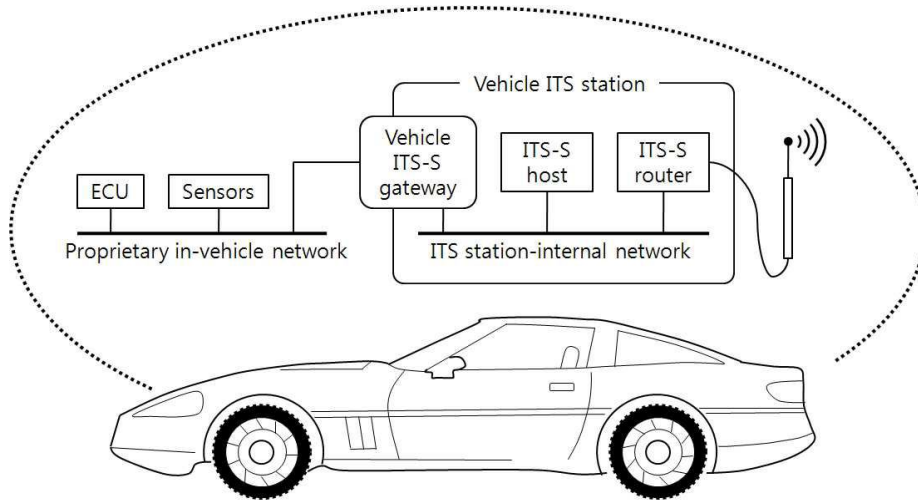 Vehicle ITS station
Vehicle
ITS-S
gateway
ITS-S
host
ITS-S
router
ECU
Sensors
Proprietary in-vehicle network
ITS station-internal network